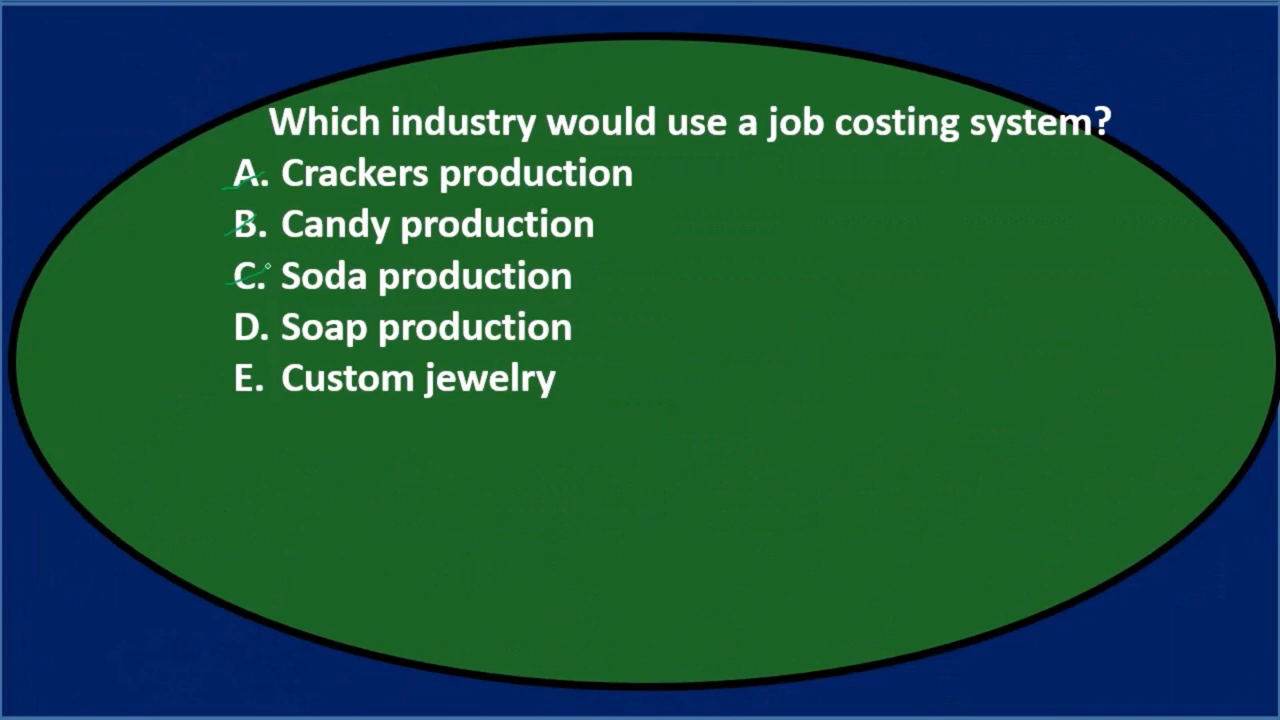 Which industry would use a job costing system?
A. Crackers production
B. Candy production
C. Soda production
D. Soap production
E. Custom jewelry